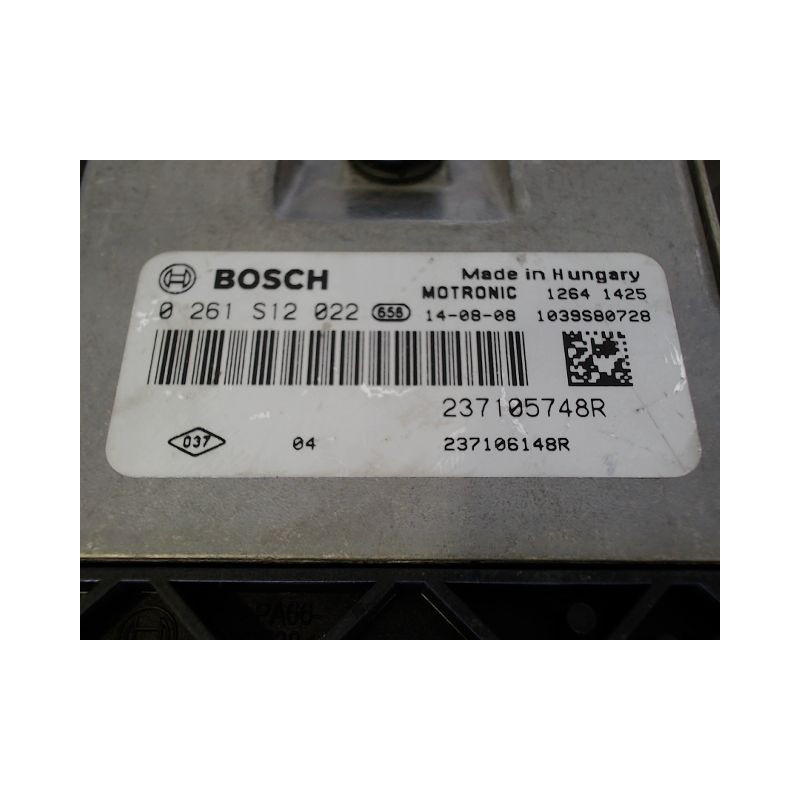 BOSCH Made in Hungary
MOTRONIC 1264 1425
0 261 S12 022 656 14-08-08 1039S80728
237105748R
037 04 237106148R
PA66-